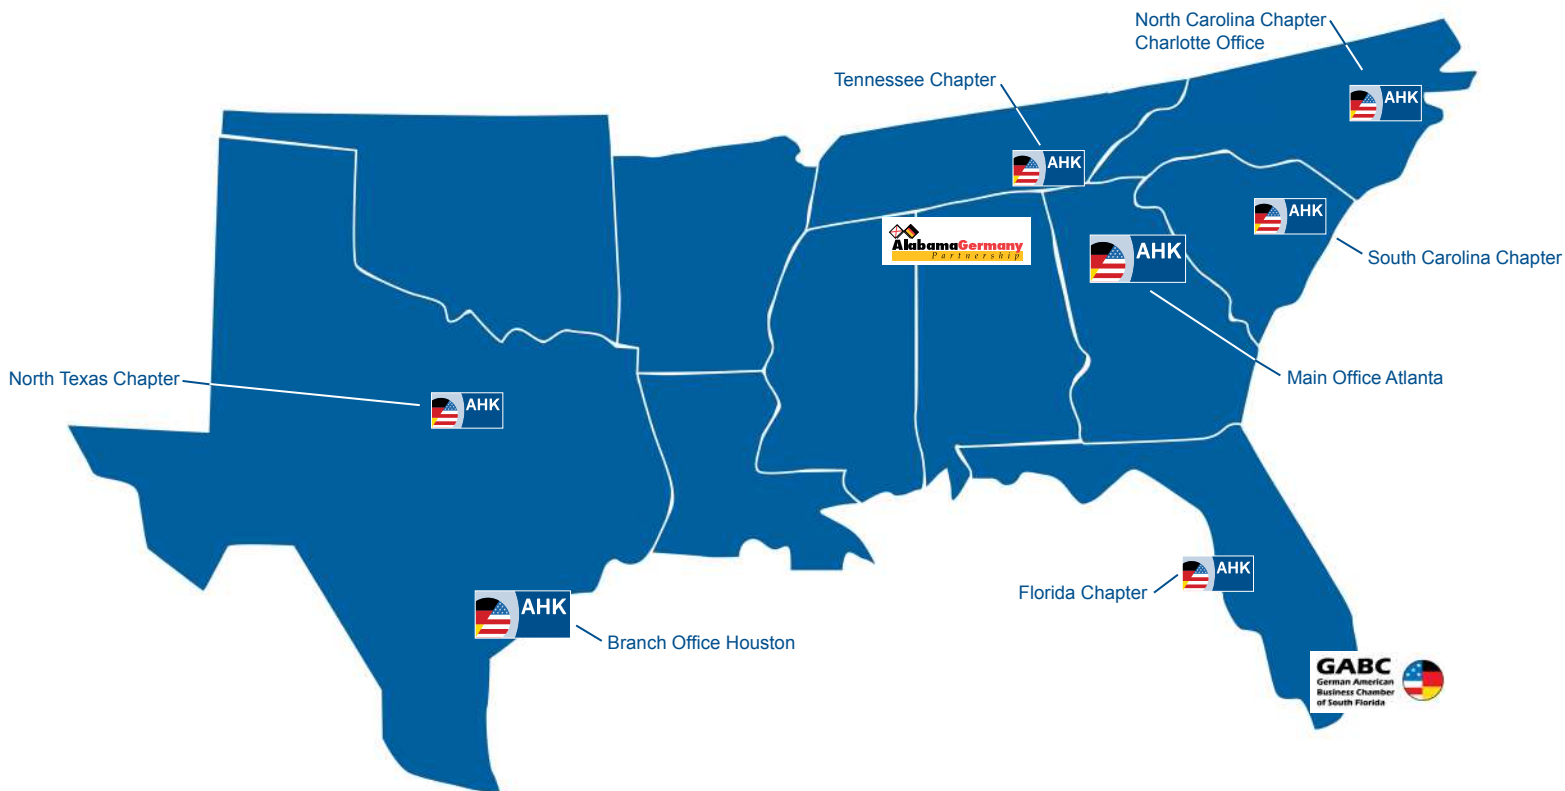 North Carolina Chapter
Charlotte Office
Tennessee Chapter
AHK
AHK
AHK
AlabamaGermany
Partnership
AHK
South Carolina Chapter
Main Office Atlanta
North Texas Chapter
AHK
AHK
Florida Chapter
AHK
Branch Office Houston
GABC
German American
Business Chamber
of South Florida